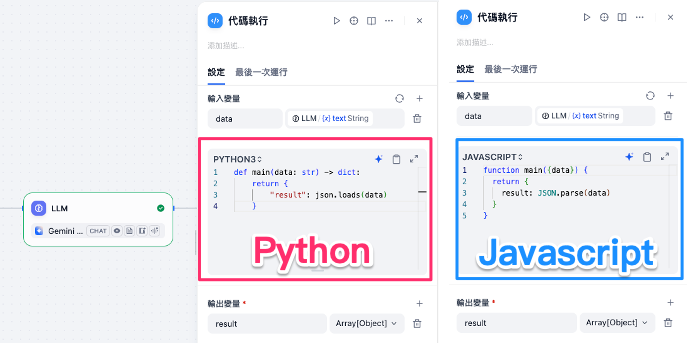 LLM
Gemini ... CHAT
代碼執行
添加描述...
設定 最後一次運行
輸入變量
data LLM / {x} text String
PYTHON3
1 def main(data: str) -> dict:
2     return {
3         "result": json.loads(data)
4     }
Python
輸出變量 *
result Array[Object]
代碼執行
添加描述...
設定 最後一次運行
輸入變量
data LLM / {x} text String
JAVASCRIPT
1 function main({data}) {
2   return {
3     result: JSON.parse(data)
4   }
5 }
Javascript
輸出變量 *
result Array[Object]